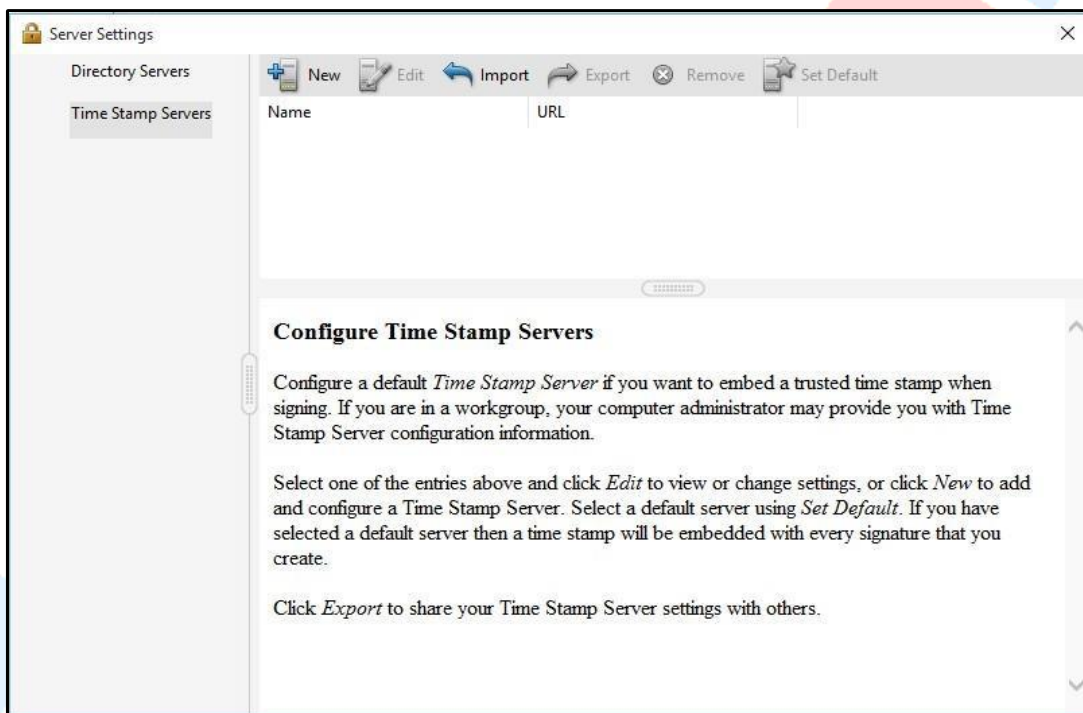 Server Settings
Directory Servers
Time Stamp Servers
New Edit Import Export Remove Set Default
Name URL
Configure Time Stamp Servers
Configure a default Time Stamp Server if you want to embed a trusted time stamp when
signing. If you are in a workgroup, your computer administrator may provide you with Time
Stamp Server configuration information.
Select one of the entries above and click Edit to view or change settings, or click New to add
and configure a Time Stamp Server. Select a default server using Set Default. If you have
selected a default server then a time stamp will be embedded with every signature that you
create.
Click Export to share your Time Stamp Server settings with others.